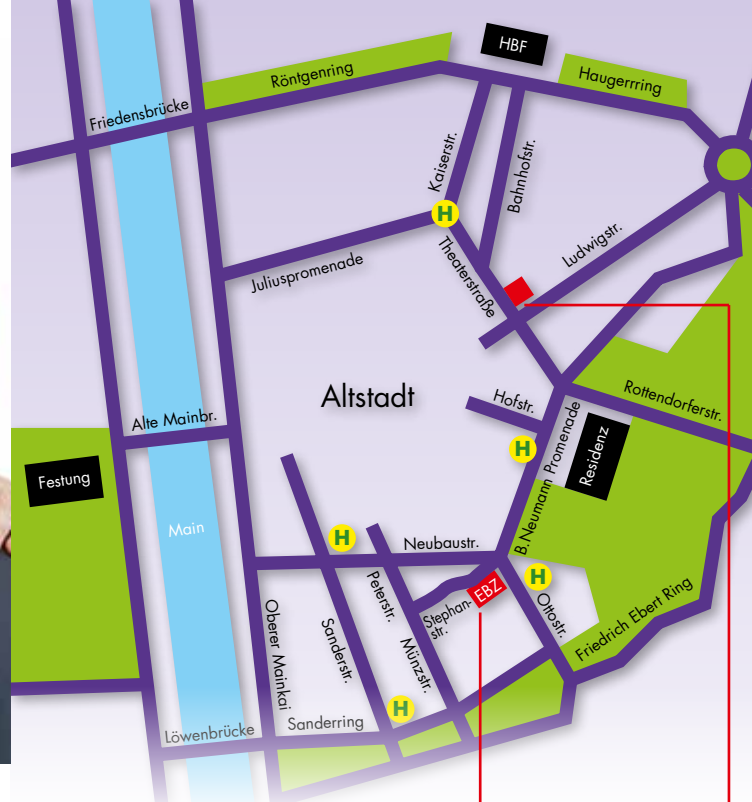 HBF
Röntgenring
Haugerrring
Friedensbrücke
Kaiserstr.
Bahnhofstr.
H
Ludwigstr.
Theaterstraße
Juliuspromenade
Altstadt
Hofstr.
Rottendorferstr.
Alte Mainbr.
H
B.Neumann Promenade
Residenz
Festung
Main
H
Neubaustr.
H
EBZ
Peterstr.
Stephan-
str.
Ottostr.
Friedrich Ebert Ring
Oberer Mainkai
Sanderstr.
Münzstr.
H
Sanderring
Löwenbrücke